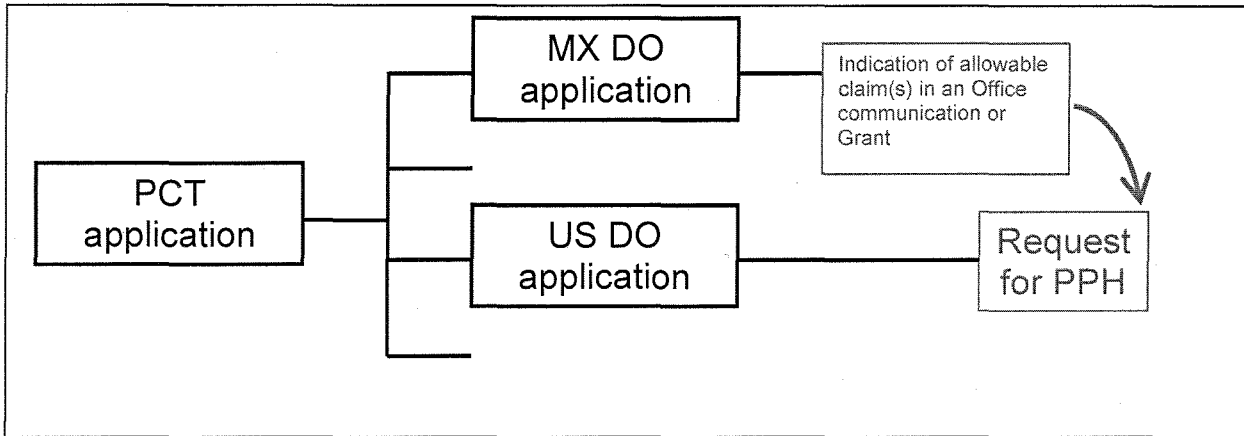 MX DO
application
Indication of allowable
claim(s) in an Office
communication or
Grant
PCT
application
US DO
application
Request
for PPH